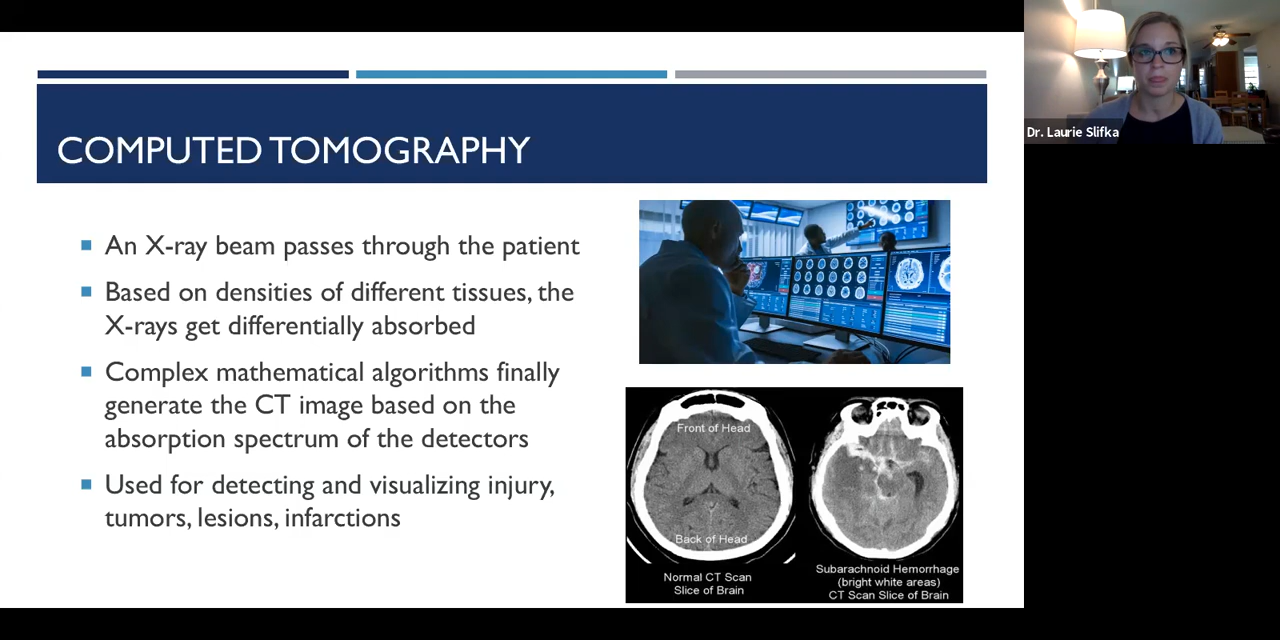 COMPUTED TOMOGRAPHY
An X-ray beam passes through the patient
Based on densities of different tissues, the
X-rays get differentially absorbed
Complex mathematical algorithms finally
generate the CT image based on the
absorption spectrum of the detectors
Used for detecting and visualizing injury,
tumors, lesions, infarctions
Front of Head
Back of Head
Normal CT Scan
Slice of Brain
Subarachnoid Hemorrhage
(bright white areas)
CT Scan Slice of Brain
Dr. Laurie Slifka